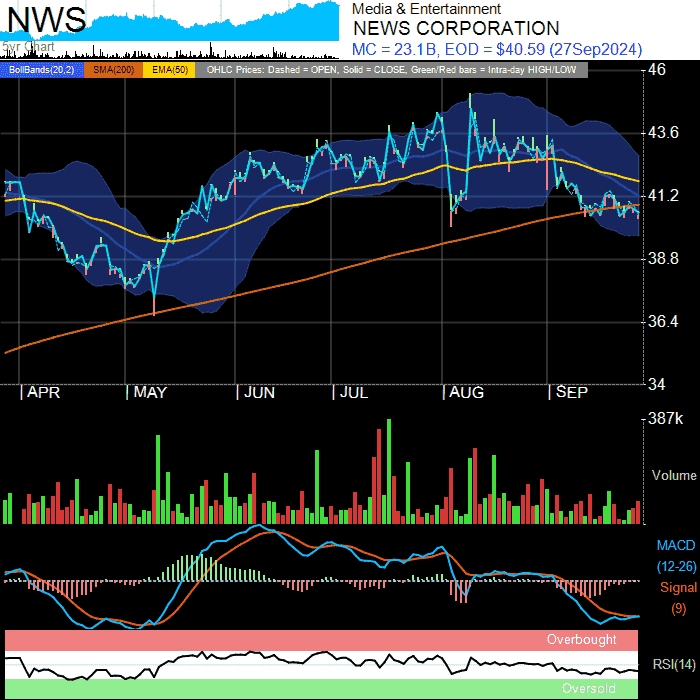 NWS
5yr Chart
Media & Entertainment
NEWS CORPORATION
MC = 23.1B, EOD = $40.59 (27Sep2024)
BollBands(20,2) SMA(200) EMA(50) OHLC Prices: Dashed = OPEN, Solid = CLOSE, Green/Red bars = Intra-day HIGH/LOW
46
43.6
41.2
38.8
36.4
34
APR MAY JUN JUL AUG SEP
387k
Volume
MACD
(12-26)
Signal
(9)
Overbought
RSI(14)
Oversold